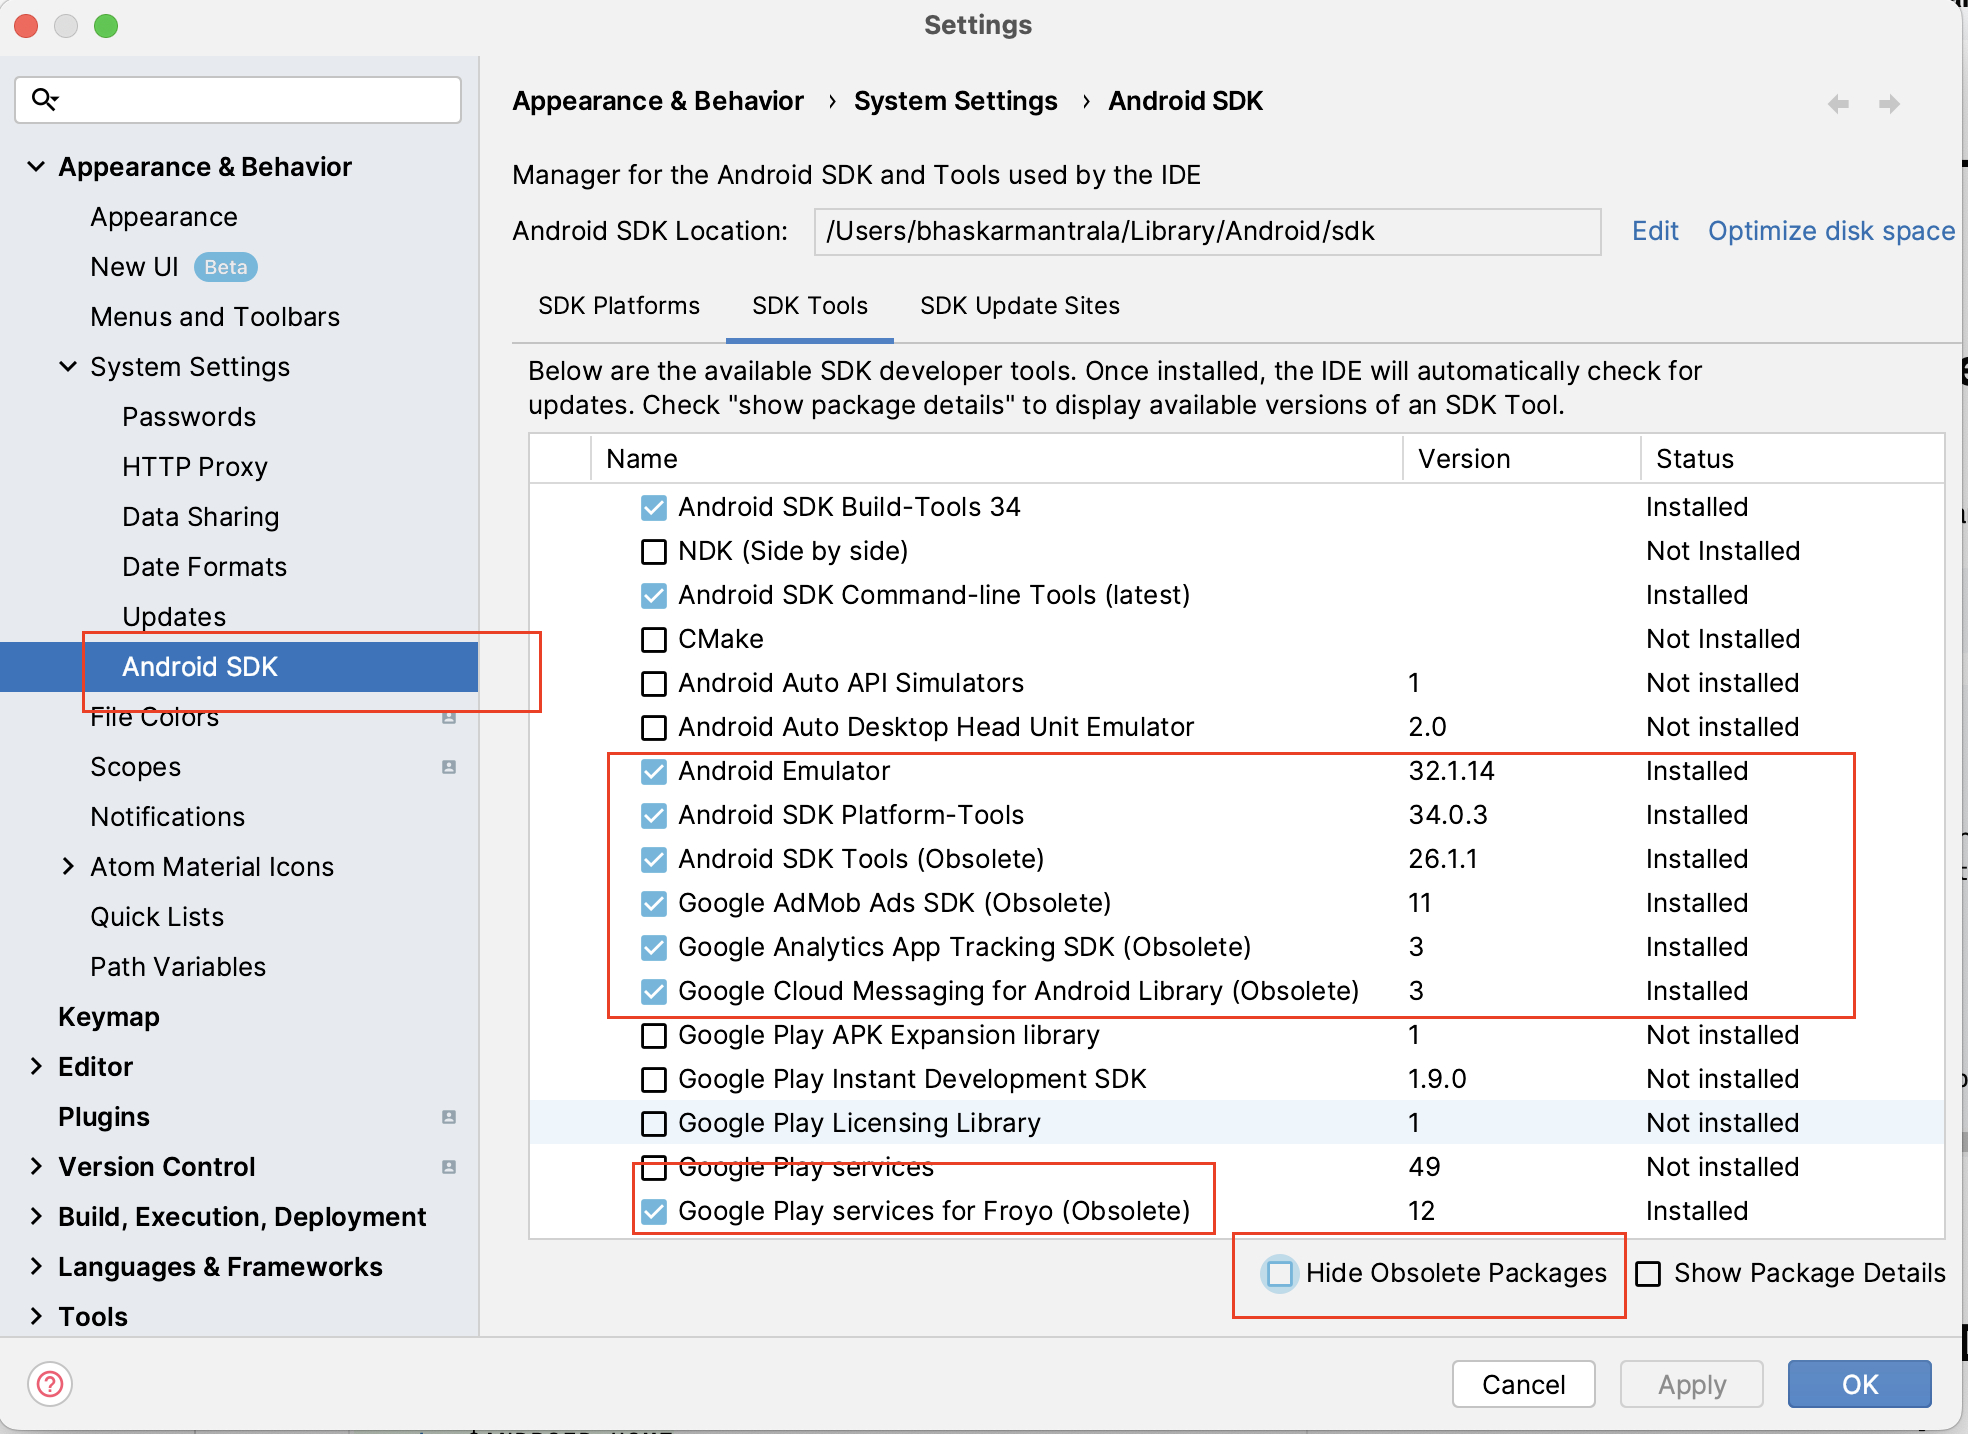 Settings
Appearance & Behavior
Appearance
New UI Beta
Menus and Toolbars
System Settings
Passwords
HTTP Proxy
Data Sharing
Date Formats
Updates
Android SDK
File Colors
Scopes
Notifications
Atom Material Icons
Quick Lists
Path Variables
Keymap
Editor
Plugins
Version Control
Build, Execution, Deployment
Languages & Frameworks
Tools
Appearance & Behavior › System Settings › Android SDK
Manager for the Android SDK and Tools used by the IDE
Android SDK Location: /Users/bhaskarmantrala/Library/Android/sdk Edit Optimize disk space
SDK Platforms SDK Tools SDK Update Sites
Below are the available SDK developer tools. Once installed, the IDE will automatically check for
updates. Check "show package details" to display available versions of an SDK Tool.
Name Version Status
Android SDK Build-Tools 34 Installed
NDK (Side by side) Not Installed
Android SDK Command-line Tools (latest) Installed
CMake Not Installed
Android Auto API Simulators 1 Not installed
Android Auto Desktop Head Unit Emulator 2.0 Not installed
Android Emulator 32.1.14 Installed
Android SDK Platform-Tools 34.0.3 Installed
Android SDK Tools (Obsolete) 26.1.1 Installed
Google AdMob Ads SDK (Obsolete) 11 Installed
Google Analytics App Tracking SDK (Obsolete) 3 Installed
Google Cloud Messaging for Android Library (Obsolete) 3 Installed
Google Play APK Expansion library 1 Not installed
Google Play Instant Development SDK 1.9.0 Not installed
Google Play Licensing Library 1 Not installed
Google Play services 49 Not installed
Google Play services for Froyo (Obsolete) 12 Installed
Hide Obsolete Packages Show Package Details
? Cancel Apply OK